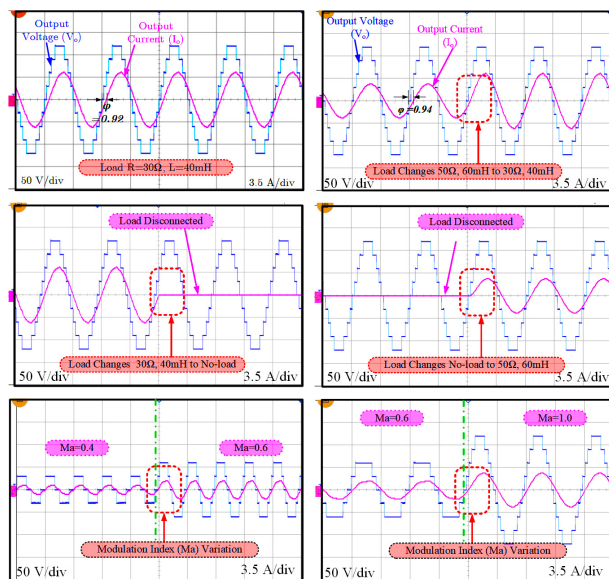 Output
Voltage (Vo)
Output
Current (Io)
φ
=0.92
Load R=30Ω, L=40mH
50 V/div
3.5 A/div
Output Voltage
(Vo)
Output Current
(Io)
φ=0.94
Load Changes 50Ω, 60mH to 30Ω, 40mH
50 V/div
3.5 A/div
Load Disconnected
Load Changes 30Ω, 40mH to No-load
50 V/div
3.5 A/div
Load Disconnected
Load Changes No-load to 50Ω, 60mH
50 V/div
3.5 A/div
Ma=0.4
Ma=0.6
Modulation Index (Ma) Variation
50 V/div
3.5 A/div
Ma=0.6
Ma=1.0
Modulation Index (Ma) Variation
50 V/div
3.5 A/div